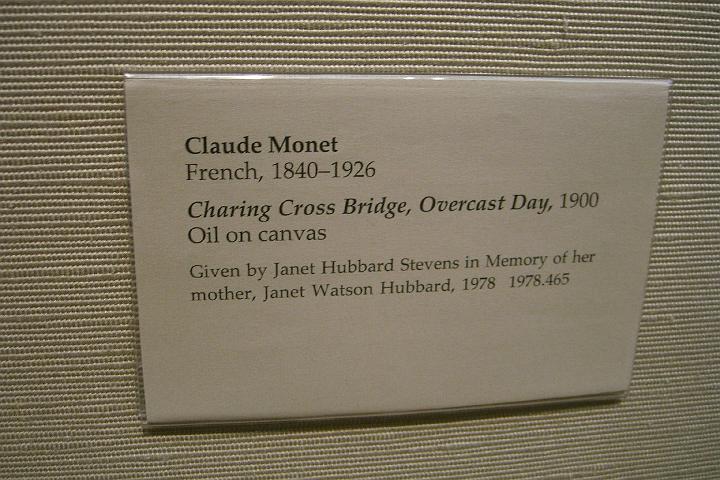 Claude Monet
French, 1840–1926
Charing Cross Bridge, Overcast Day, 1900
Oil on canvas
Given by Janet Hubbard Stevens in Memory of her
mother, Janet Watson Hubbard, 1978 1978.465